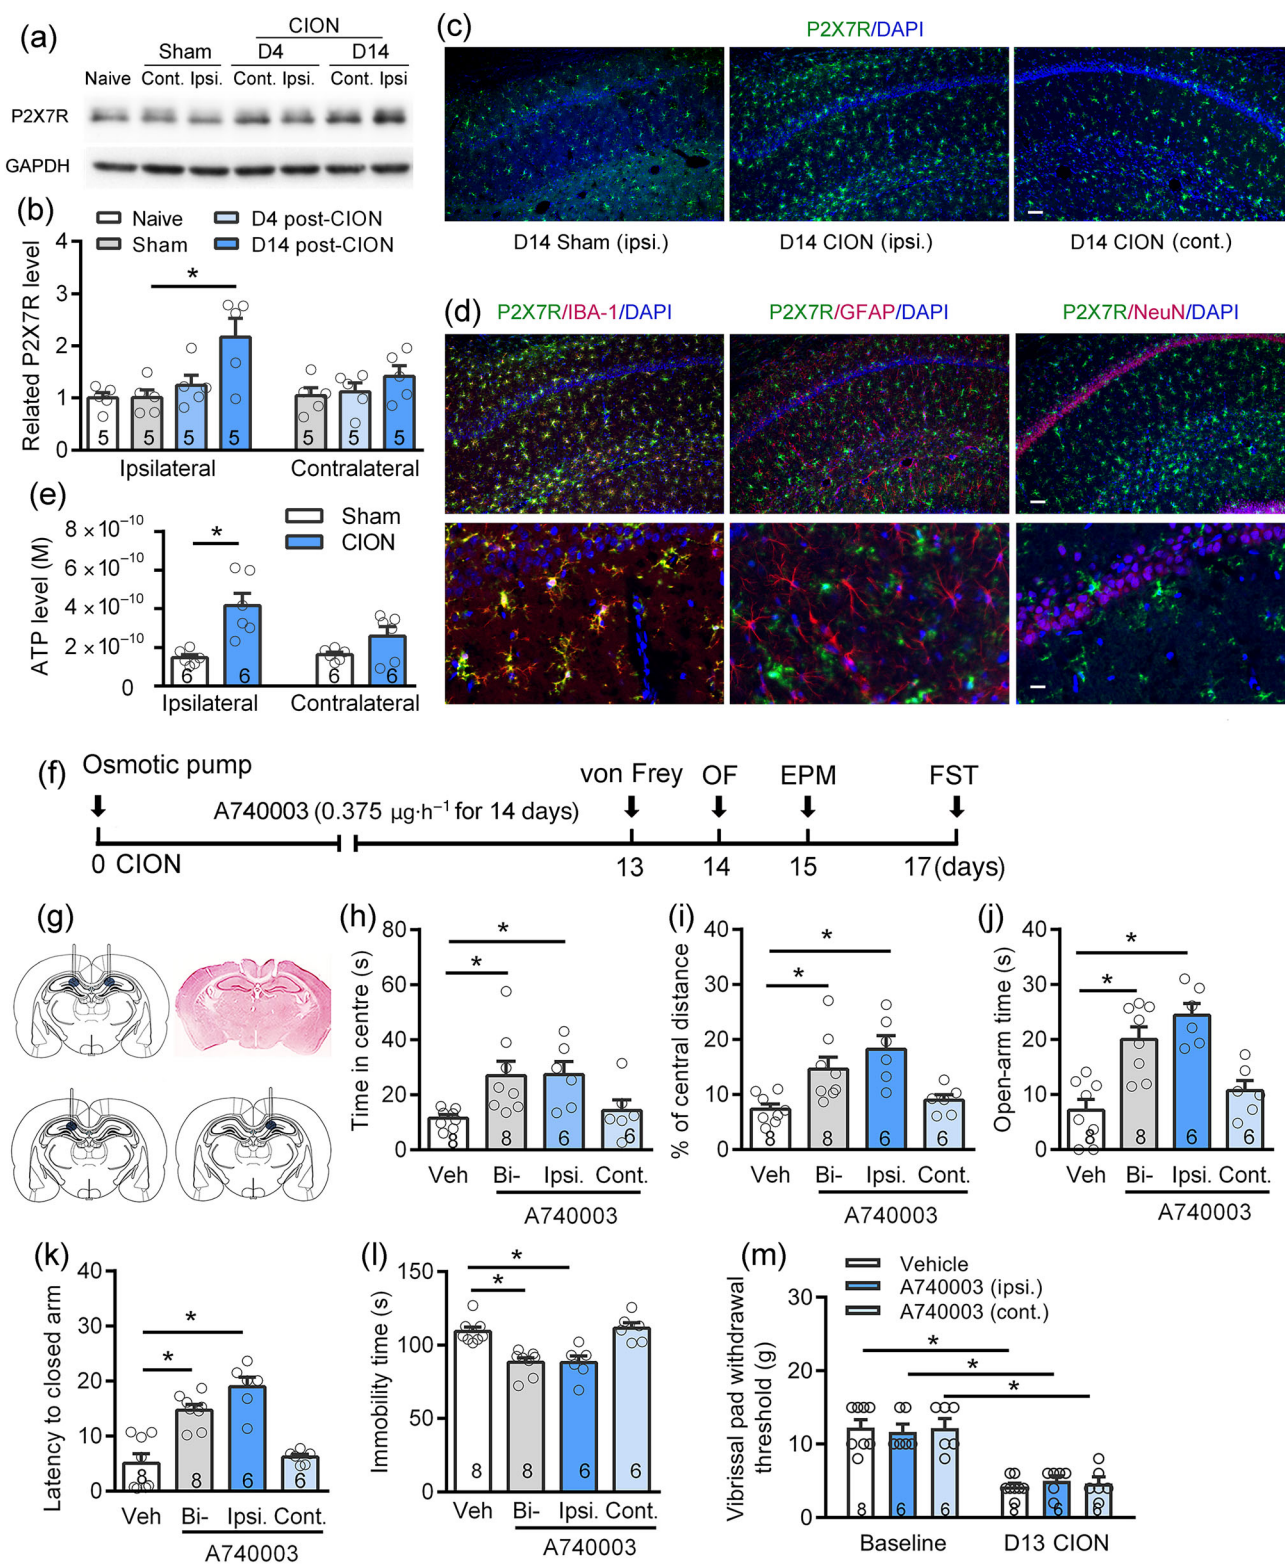 (a)
CION
Sham D4 D14
Naive Cont. Ipsi. Cont. Ipsi. Cont. Ipsi
P2X7R
GAPDH
(b)
Naive D4 post-CION
Sham D14 post-CION
Related P2X7R level
4
3
2
1
0
*
5 5 5 5 5 5 5
Ipsilateral Contralateral
(c)
P2X7R/DAPI
D14 Sham (ipsi.) D14 CION (ipsi.) D14 CION (cont.)
(d)
P2X7R/IBA-1/DAPI P2X7R/GFAP/DAPI P2X7R/NeuN/DAPI
(e)
Sham
CION
ATP level (M)
8 × 10⁻¹⁰
6 × 10⁻¹⁰
4 × 10⁻¹⁰
2 × 10⁻¹⁰
0
*
6 6 6 6
Ipsilateral Contralateral
(f)
Osmotic pump von Frey OF EPM FST
A740003 (0.375 μg·h⁻¹ for 14 days)
0 CION 13 14 15 17 (days)
(g)
(h)
Time in centre (s)
80
60
40
20
0
*
*
8 8 6 6
Veh Bi- Ipsi. Cont.
A740003
(i)
% of central distance
40
30
20
10
0
*
*
8 8 6 6
Veh Bi- Ipsi. Cont.
A740003
(j)
Open-arm time (s)
40
30
20
10
0
*
*
8 8 6 6
Veh Bi- Ipsi. Cont.
A740003
(k)
Latency to closed arm
40
30
20
10
0
*
*
8 8 6 6
Veh Bi- Ipsi. Cont.
A740003
(l)
Immobility time (s)
150
100
50
0
*
*
8 8 6 6
Veh Bi- Ipsi. Cont.
A740003
(m)
Vehicle
A740003 (ipsi.)
A740003 (cont.)
Vibrissal pad withdrawal
threshold (g)
30
20
10
0
*
*
*
8 6 6 8 6 6
Baseline D13 CION